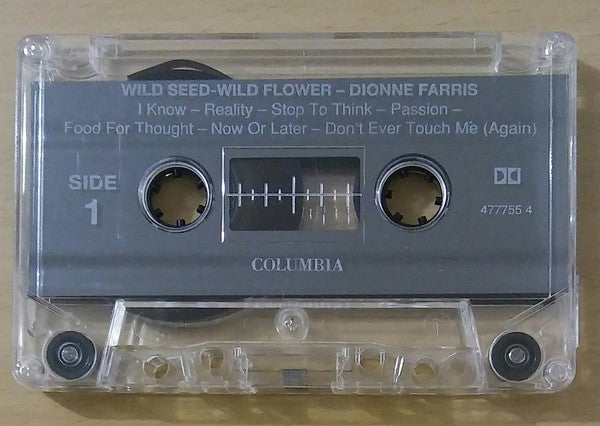 WILD SEED-WILD FLOWER – DIONNE FARRIS
I Know – Reality – Stop To Think – Passion –
Food For Thought – Now Or Later – Don't Ever Touch Me (Again)
SIDE
1
477755 4
COLUMBIA